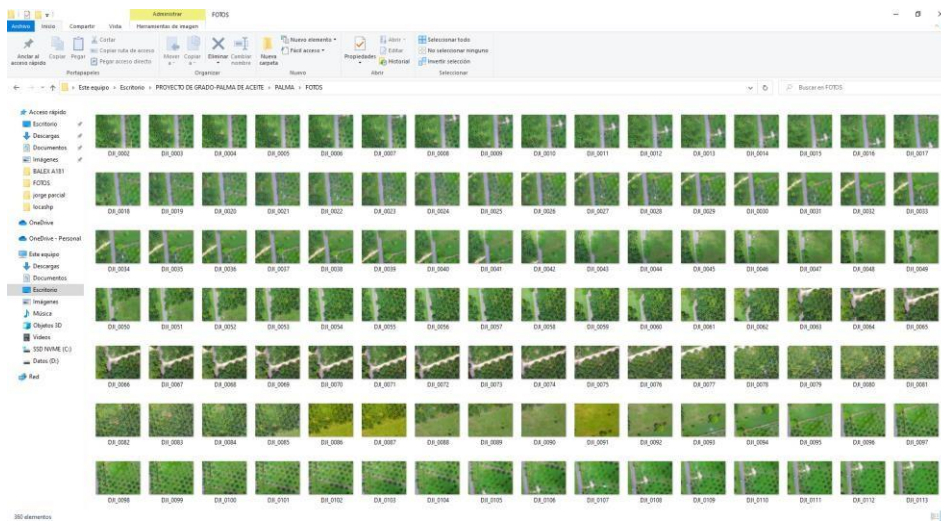 Administrar FOTOS
Archivo Inicio Compartir Vista Herramientas de imagen
Anclar al acceso rápido
Copiar
Pegar
Cortar
Copiar ruta de acceso
Pegar acceso directo
Portapapeles
Mover a
Copiar a
Eliminar
Cambiar nombre
Organizar
Nueva carpeta
Nuevo elemento
Fácil acceso
Nuevo
Propiedades
Abrir
Editar
Historial
Abrir
Seleccionar todo
No seleccionar ninguno
Invertir selección
Seleccionar
Este equipo > Escritorio > PROYECTO DE GRADO-PALMA DE ACEITE > PALMA > FOTOS
Buscar en FOTOS
Acceso rápido
Escritorio
Descargas
Documentos
Imágenes
BALEX A181
FOTOS
jorge parcial
locashp
OneDrive
OneDrive - Personal
Este equipo
Descargas
Documentos
Escritorio
Imágenes
Música
Objetos 3D
Videos
SSD NVME (C:)
Datos (D:)
Red
DJI_0002 DJI_0003 DJI_0004 DJI_0005 DJI_0006 DJI_0007 DJI_0008 DJI_0009 DJI_0010 DJI_0011 DJI_0012 DJI_0013 DJI_0014 DJI_0015 DJI_0016 DJI_0017
DJI_0018 DJI_0019 DJI_0020 DJI_0021 DJI_0022 DJI_0023 DJI_0024 DJI_0025 DJI_0026 DJI_0027 DJI_0028 DJI_0029 DJI_0030 DJI_0031 DJI_0032 DJI_0033
DJI_0034 DJI_0035 DJI_0036 DJI_0037 DJI_0038 DJI_0039 DJI_0040 DJI_0041 DJI_0042 DJI_0043 DJI_0044 DJI_0045 DJI_0046 DJI_0047 DJI_0048 DJI_0049
DJI_0050 DJI_0051 DJI_0052 DJI_0053 DJI_0054 DJI_0055 DJI_0056 DJI_0057 DJI_0058 DJI_0059 DJI_0060 DJI_0061 DJI_0062 DJI_0063 DJI_0064 DJI_0065
DJI_0066 DJI_0067 DJI_0068 DJI_0069 DJI_0070 DJI_0071 DJI_0072 DJI_0073 DJI_0074 DJI_0075 DJI_0076 DJI_0077 DJI_0078 DJI_0079 DJI_0080 DJI_0081
DJI_0082 DJI_0083 DJI_0084 DJI_0085 DJI_0086 DJI_0087 DJI_0088 DJI_0089 DJI_0090 DJI_0091 DJI_0092 DJI_0093 DJI_0094 DJI_0095 DJI_0096 DJI_0097
DJI_0098 DJI_0099 DJI_0100 DJI_0101 DJI_0102 DJI_0103 DJI_0104 DJI_0105 DJI_0106 DJI_0107 DJI_0108 DJI_0109 DJI_0110 DJI_0111 DJI_0112 DJI_0113
360 elementos